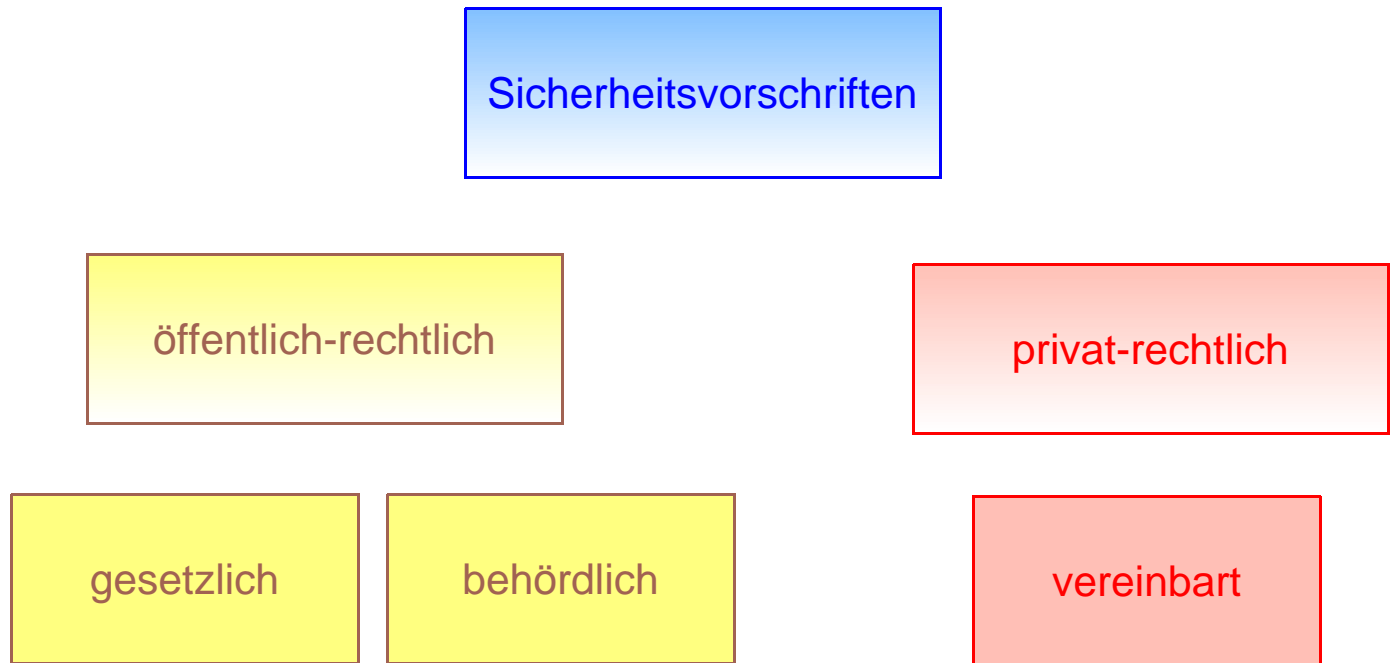 Sicherheitsvorschriften
öffentlich-rechtlich
privat-rechtlich
gesetzlich
behördlich
vereinbart